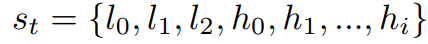 s_t = {l_0, l_1, l_2, h_0, h_1, ..., h_i}